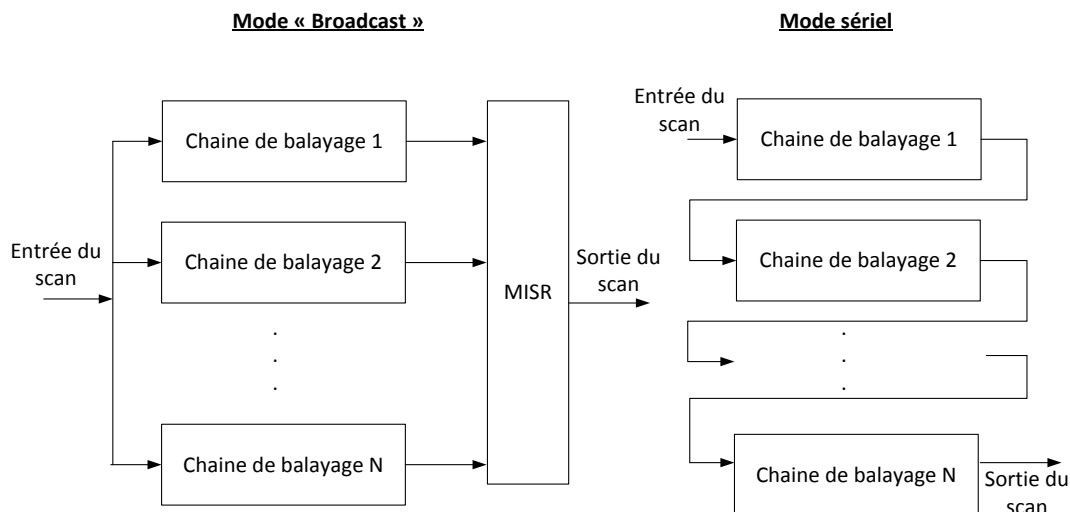 Mode « Broadcast »
Entrée du
scan
Chaine de balayage 1
Chaine de balayage 2
.
.
.
Chaine de balayage N
MISR
Sortie du
scan
Mode sériel
Entrée du
scan
Chaine de balayage 1
Chaine de balayage 2
.
.
.
Chaine de balayage N
Sortie du
scan